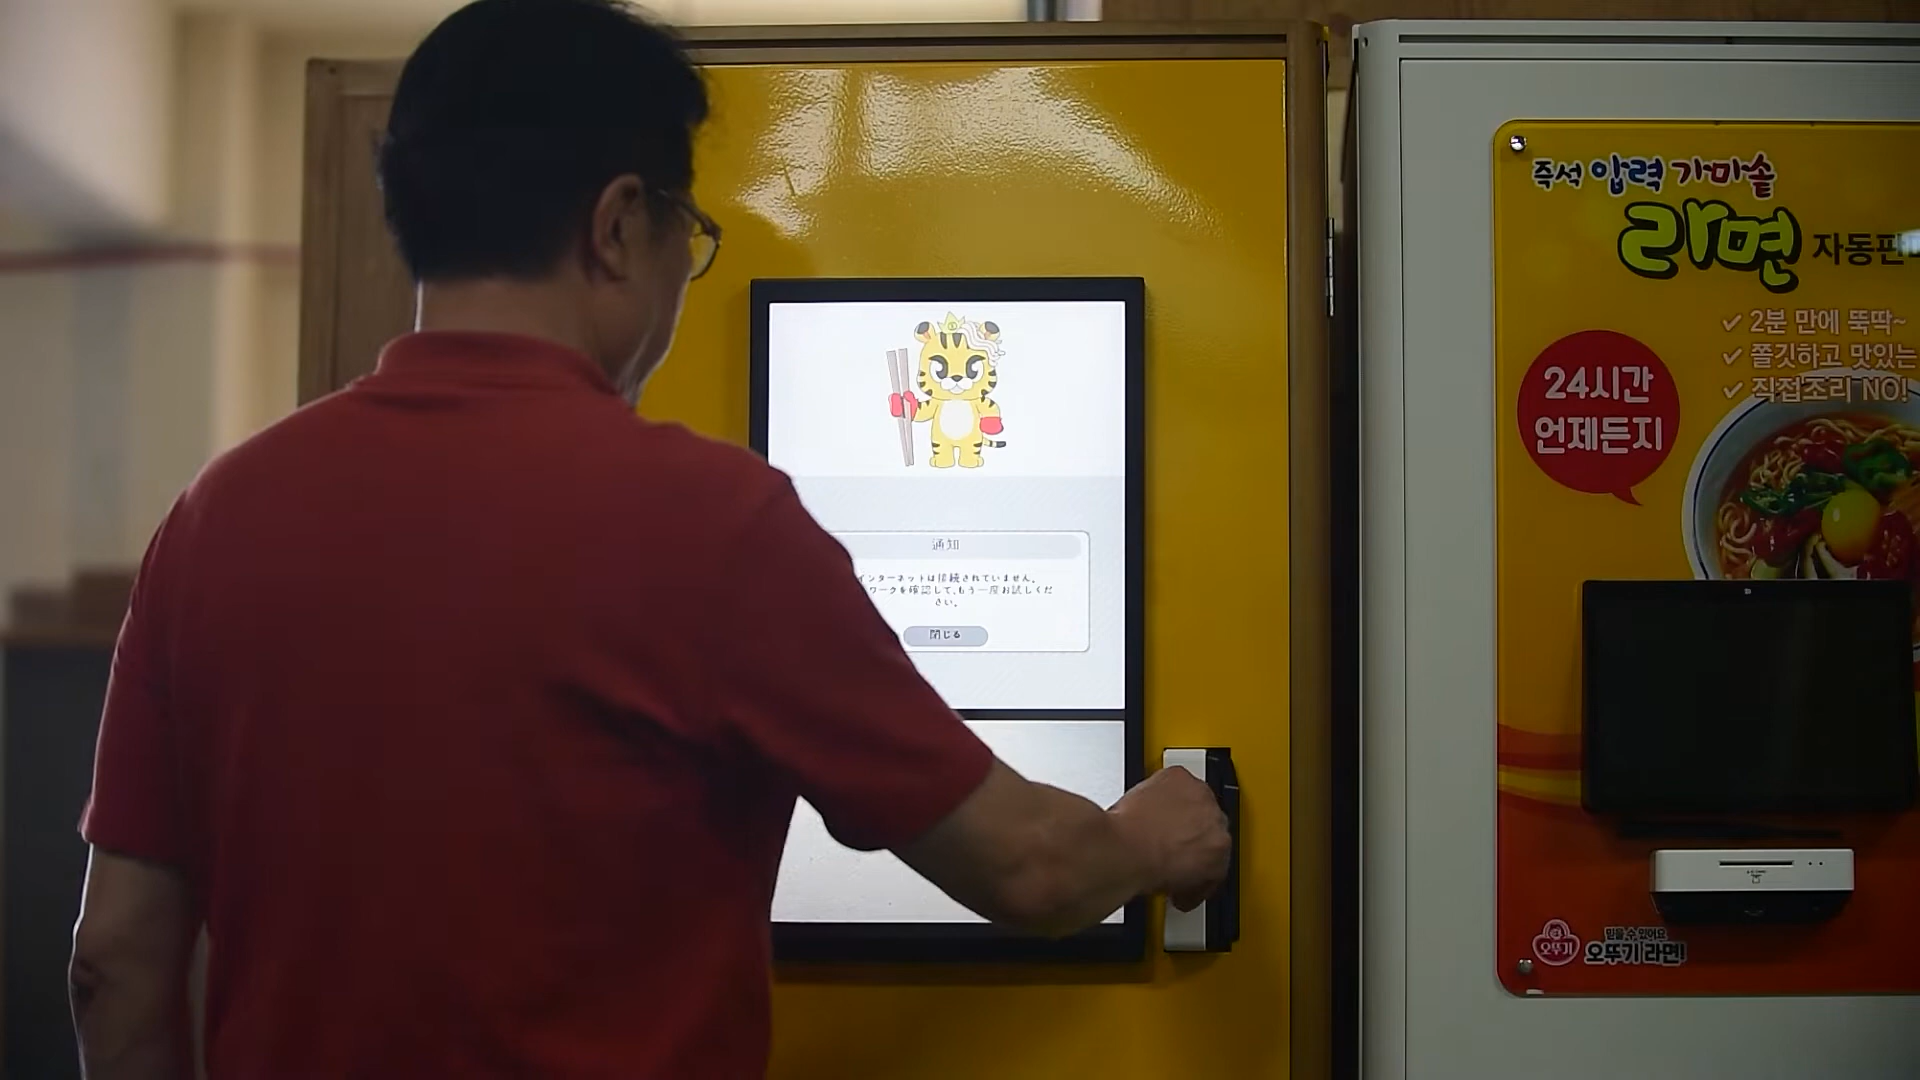 通知
インターネットは接続されていません。
ワークを確認して、もう一度お試しくだ
さい。
閉じる
즉석 압력 가마솥
라면 자동판
✓ 2분 만에 뚝딱~
✓ 쫄깃하고 맛있는
✓ 직접조리 NO!
24시간
언제든지
믿을 수 있어요
오뚜기
오뚜기 라면!